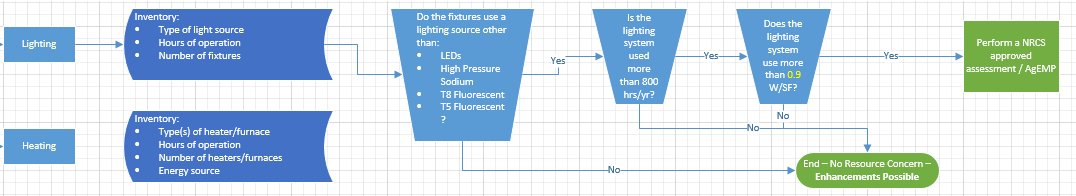 Lighting
Inventory:
• Type of light source
• Hours of operation
• Number of fixtures
Do the fixtures use a
lighting source other
than:
• LEDs
• High Pressure
Sodium
• T8 Fluorescent
• T5 Fluorescent
?
Yes
Is the
lighting
system
used
more
than 800
hrs/yr?
Yes
Does the
lighting
system
use more
than 0.9
W/SF?
Yes
Perform a NRCS
approved
assessment / AgEMP
No
No
No
End – No Resource Concern –
Enhancements Possible
Heating
Inventory:
• Type(s) of heater/furnace
• Hours of operation
• Number of heaters/furnaces
• Energy source